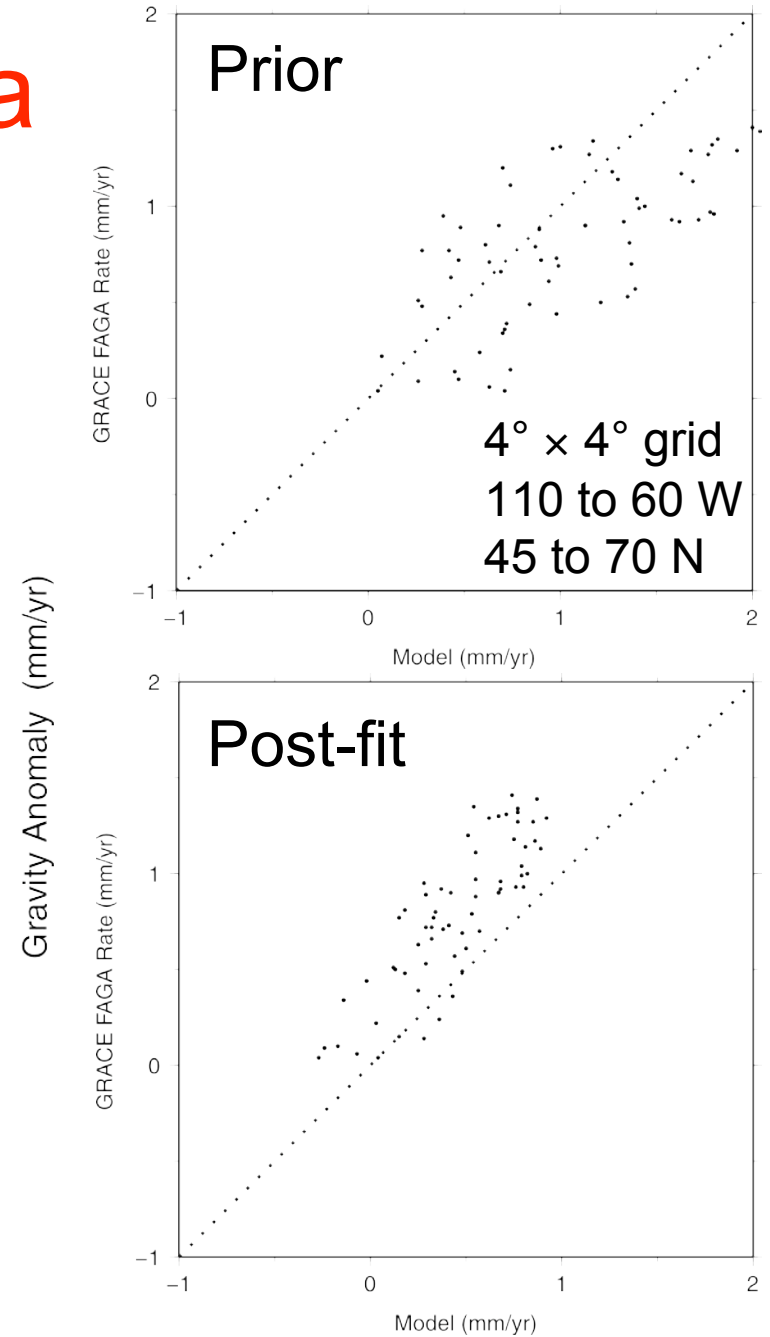 a
Gravity Anomaly (mm/yr)
Prior
GRACE FAGA Rate (mm/yr)
2
1
0
−1
4° × 4° grid
110 to 60 W
45 to 70 N
−1 0 1 2
Model (mm/yr)
Post-fit
GRACE FAGA Rate (mm/yr)
2
1
0
−1
−1 0 1 2
Model (mm/yr)